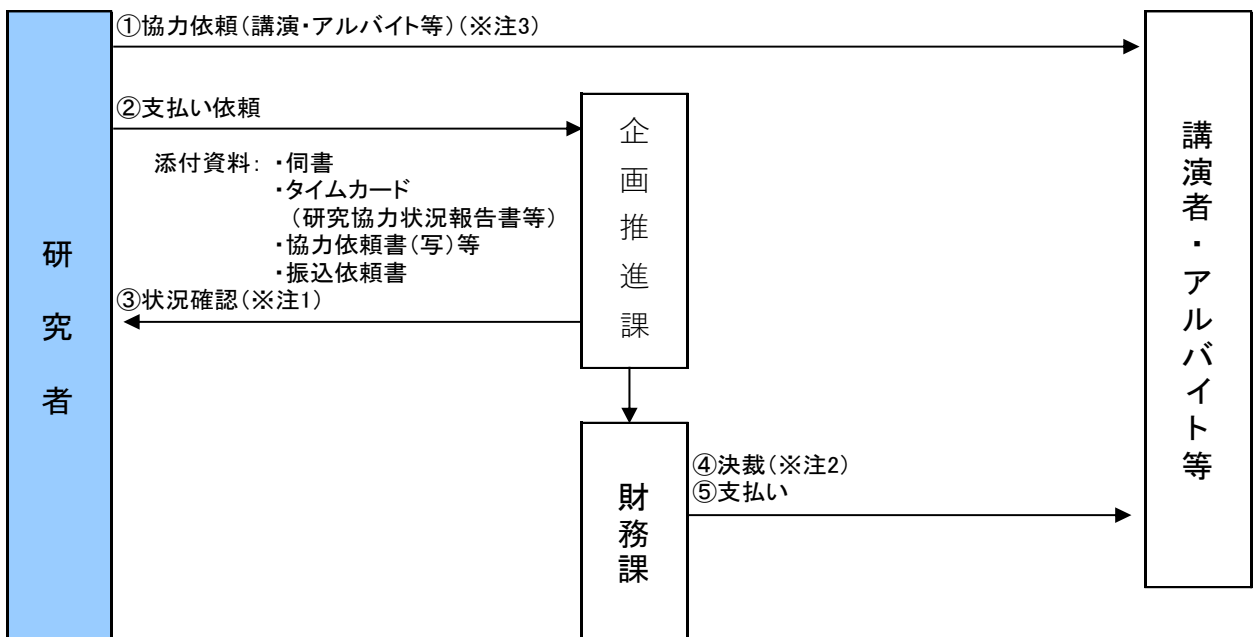 ①協力依頼(講演・アルバイト等)(※注3)
②支払い依頼
添付資料: ・伺書
・タイムカード
(研究協力状況報告書等)
・協力依頼書(写)等
・振込依頼書
③状況確認(※注1)
研究者
企画推進課
財務課
④決裁(※注2)
⑤支払い
講演者・アルバイト等